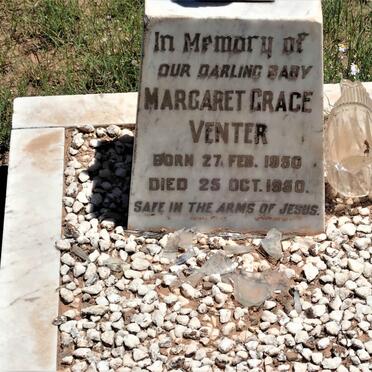 In Memory of
OUR DARLING BABY
MARGARET GRACE
VENTER
BORN 27 FEB. 1950
DIED 25 OCT. 1950.
SAFE IN THE ARMS OF JESUS.